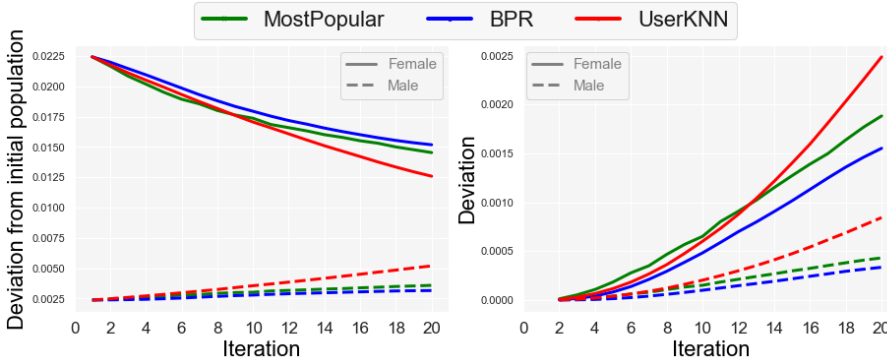 MostPopular BPR UserKNN
Deviation from initial population
0.0225
0.0200
0.0175
0.0150
0.0125
0.0100
0.0075
0.0050
0.0025
Female
Male
0 2 4 6 8 10 12 14 16 18 20
Iteration
Deviation
0.0025
0.0020
0.0015
0.0010
0.0005
0.0000
Female
Male
0 2 4 6 8 10 12 14 16 18 20
Iteration